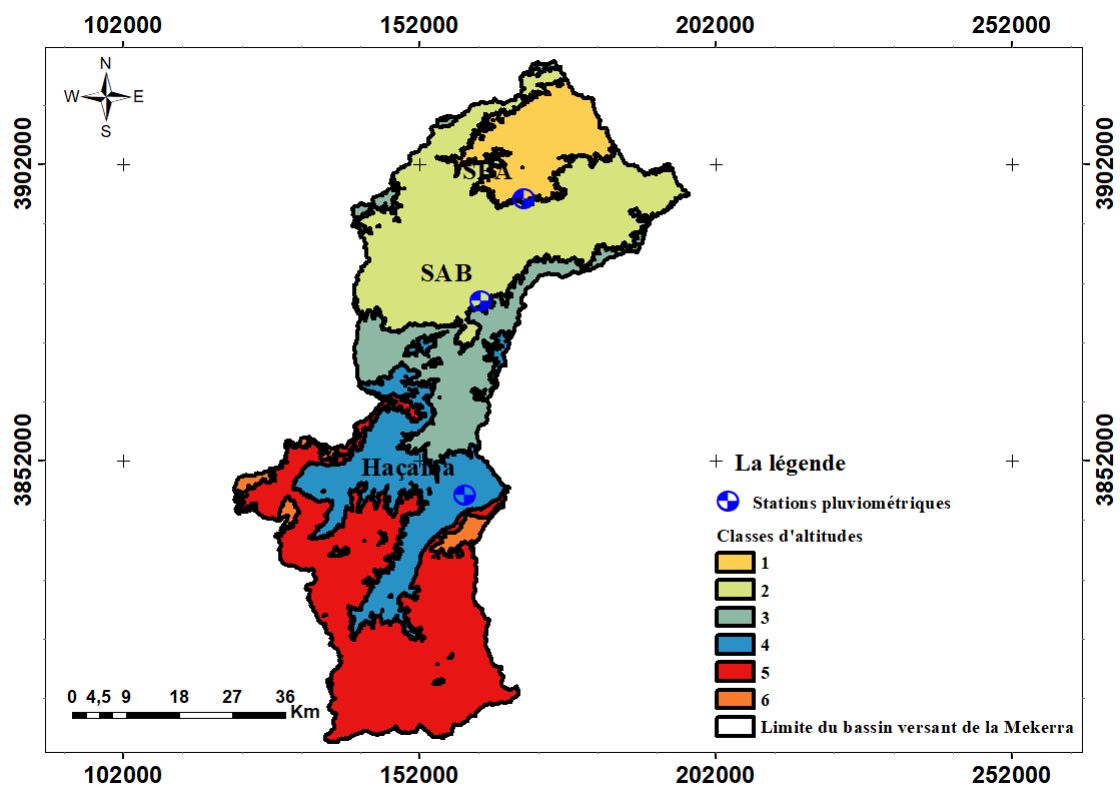 102000 152000 202000 252000
N
W E
S
3902000 3902000
SBA
SAB
3852000 3852000
Haçaiba
La légende
Stations pluviométriques
Classes d'altitudes
1
2
3
4
5
6
Limite du bassin versant de la Mekerra
0 4,5 9 18 27 36
Km
102000 152000 202000 252000